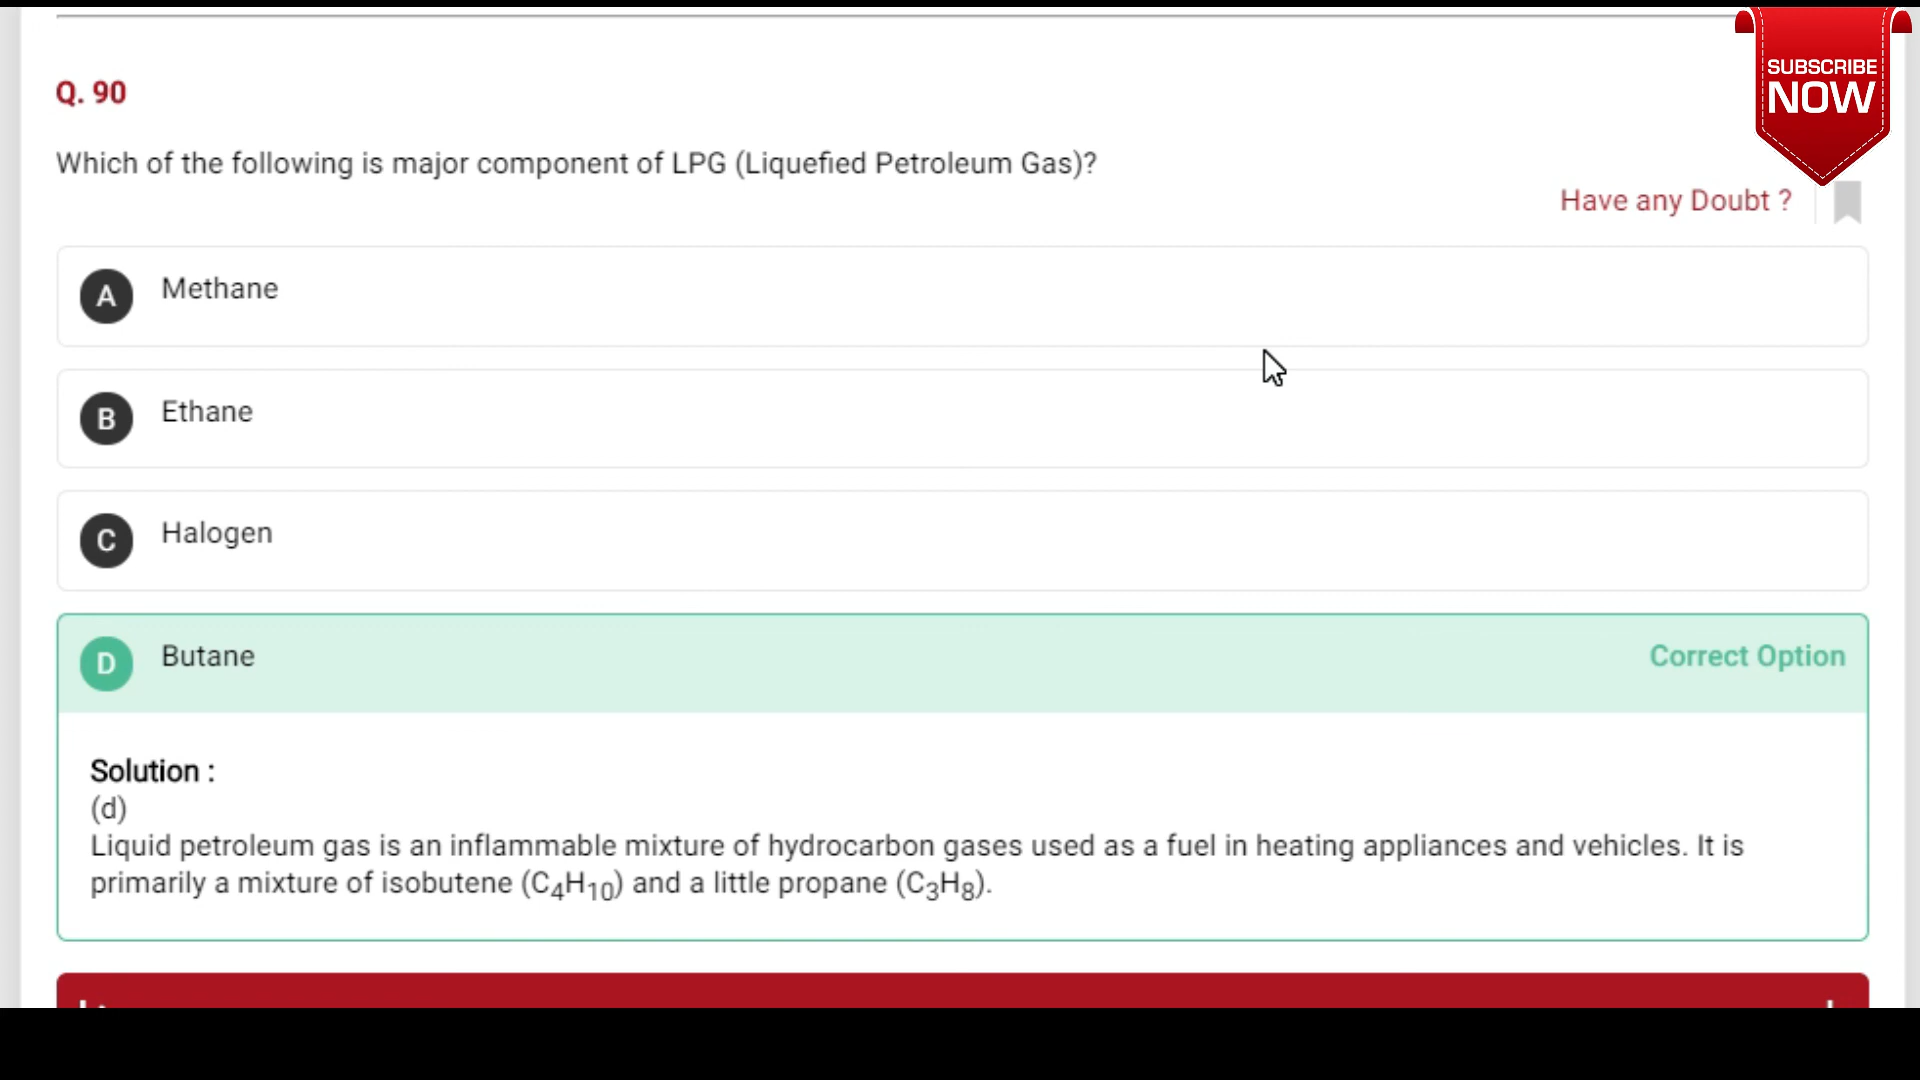 SUBSCRIBE
NOW
Q. 90
Which of the following is major component of LPG (Liquefied Petroleum Gas)?
Have any Doubt ?
A Methane
B Ethane
C Halogen
D Butane Correct Option
Solution :
(d)
Liquid petroleum gas is an inflammable mixture of hydrocarbon gases used as a fuel in heating appliances and vehicles. It is
primarily a mixture of isobutene (C₄H₁₀) and a little propane (C₃H₈).